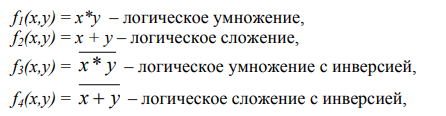 f₁(x,y) = x*y – логическое умножение,
f₂(x,y) = x + y – логическое сложение,
f₃(x,y) = x̅ ̅*̅ ̅y̅ – логическое умножение с инверсией,
f₄(x,y) = x̅ ̅+̅ ̅y̅ – логическое сложение с инверсией,